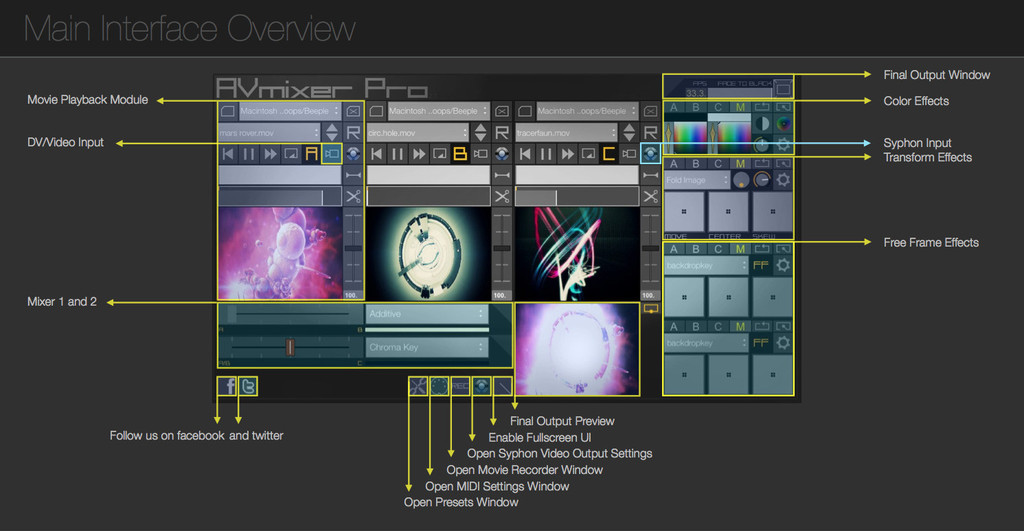 Main Interface Overview
AVmixer Pro
Movie Playback Module
DV/Video Input
Mixer 1 and 2
Follow us on facebook and twitter
Macintosh ..oops/Beeple
mars rover.mov
R
A
100.
Macintosh ..oops/Beeple
circ.hole.mov
R
B
100.
Macintosh ..oops/Beeple
tracerfaun.mov
R
C
100.
A
B
Additive
A/B
C
Chroma Key
f
REC
FPS
FADE TO BLACK
33.3
A B C M
A B C M
Fold Image
MOVE CENTER SKEW
A B C M
backdropkey
FF
A B C M
backdropkey
FF
Final Output Window
Color Effects
Syphon Input
Transform Effects
Free Frame Effects
Final Output Preview
Enable Fullscreen UI
Open Syphon Video Output Settings
Open Movie Recorder Window
Open MIDI Settings Window
Open Presets Window